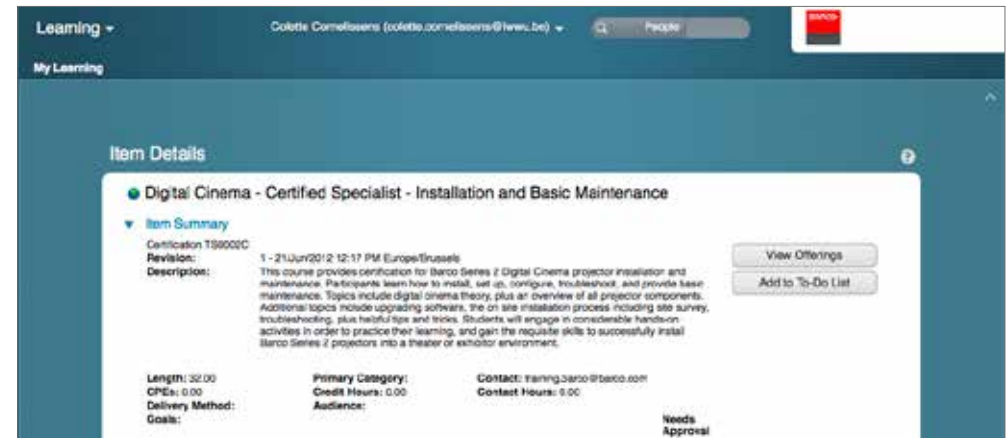 Learning
Colette Cornelissens (colette.cornelissens@iwwu.be)
People
BARCO
My Learning
Item Details
?
Digital Cinema - Certified Specialist - Installation and Basic Maintenance
Item Summary
Certification
Revision: 1 - 21/Jun/2012 12:17 PM Europe/Brussels
Description: This course provides certification for Barco Series 2 Digital Cinema projector installation and
maintenance. Participants learn how to install, set up, configure, troubleshoot, and provide basic
maintenance. Topics include digital cinema theory, plus an overview of all projector components.
Additional topics include upgrading software, the on site installation process including site survey,
troubleshooting, plus helpful tips and tricks. Students will engage in considerable hands-on
activities in order to practice their learning, and gain the requisite skills to successfully install
Barco Series 2 projectors into a theater or exhibitor environment.
View Offerings
Add to To-Do List
Length: 32.00 Primary Category: Contact: training.barco@barco.com
CPEs: 0.00 Credit Hours: 0.00 Contact Hours: 0.00
Delivery Method: Audience:
Goals:
Needs
Approval